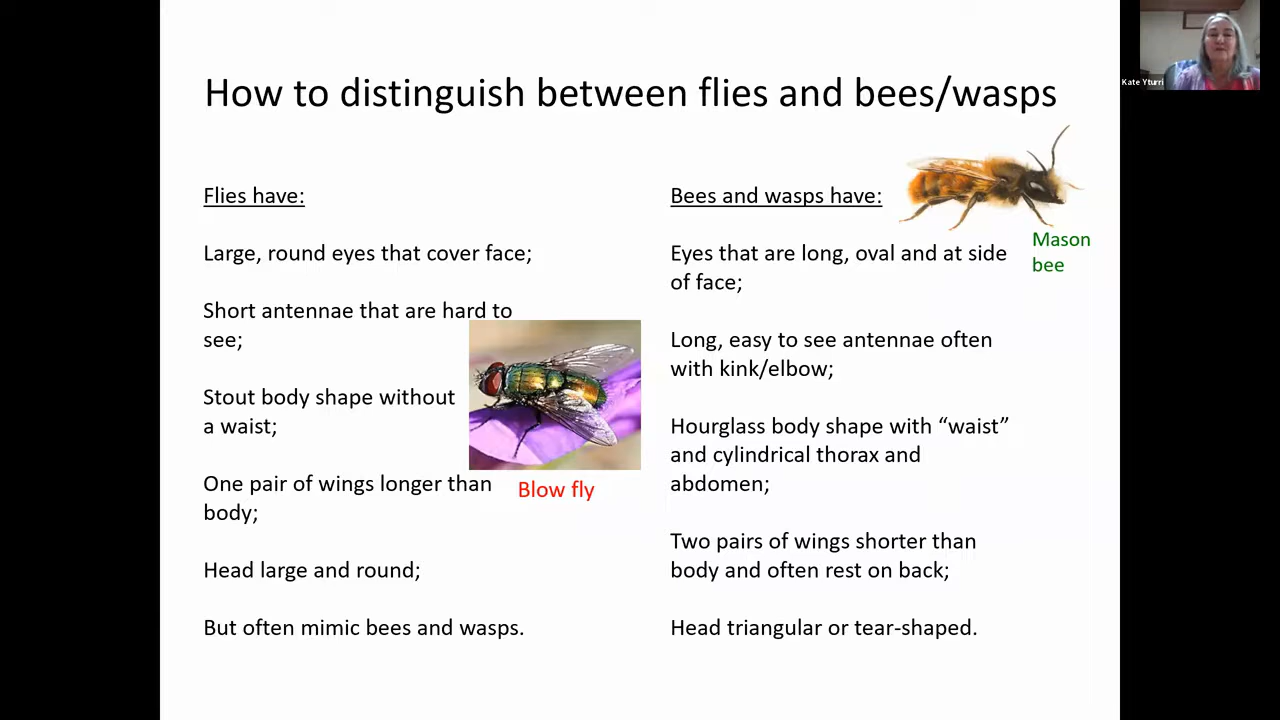 How to distinguish between flies and bees/wasps
Kate Yturri
Flies have:
Large, round eyes that cover face;
Short antennae that are hard to
see;
Stout body shape without
a waist;
One pair of wings longer than
body;
Head large and round;
But often mimic bees and wasps.
Blow fly
Bees and wasps have:
Eyes that are long, oval and at side
of face;
Long, easy to see antennae often
with kink/elbow;
Hourglass body shape with “waist”
and cylindrical thorax and
abdomen;
Two pairs of wings shorter than
body and often rest on back;
Head triangular or tear-shaped.
Mason
bee